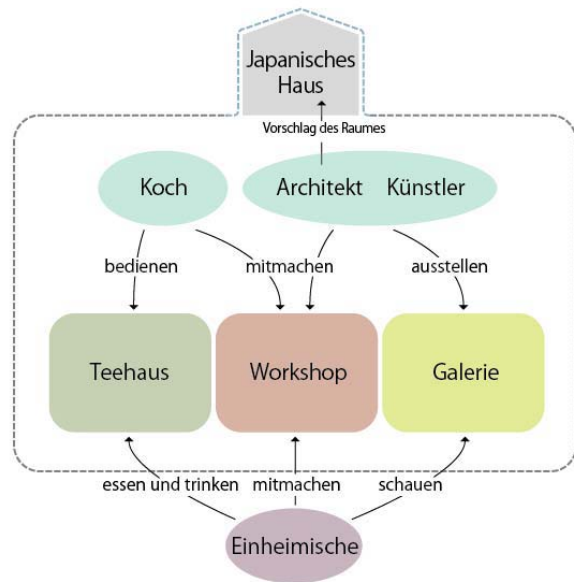 Japanisches
Haus
Vorschlag des Raumes
Koch
Architekt Künstler
bedienen
mitmachen
ausstellen
Teehaus
Workshop
Galerie
essen und trinken
mitmachen
schauen
Einheimische